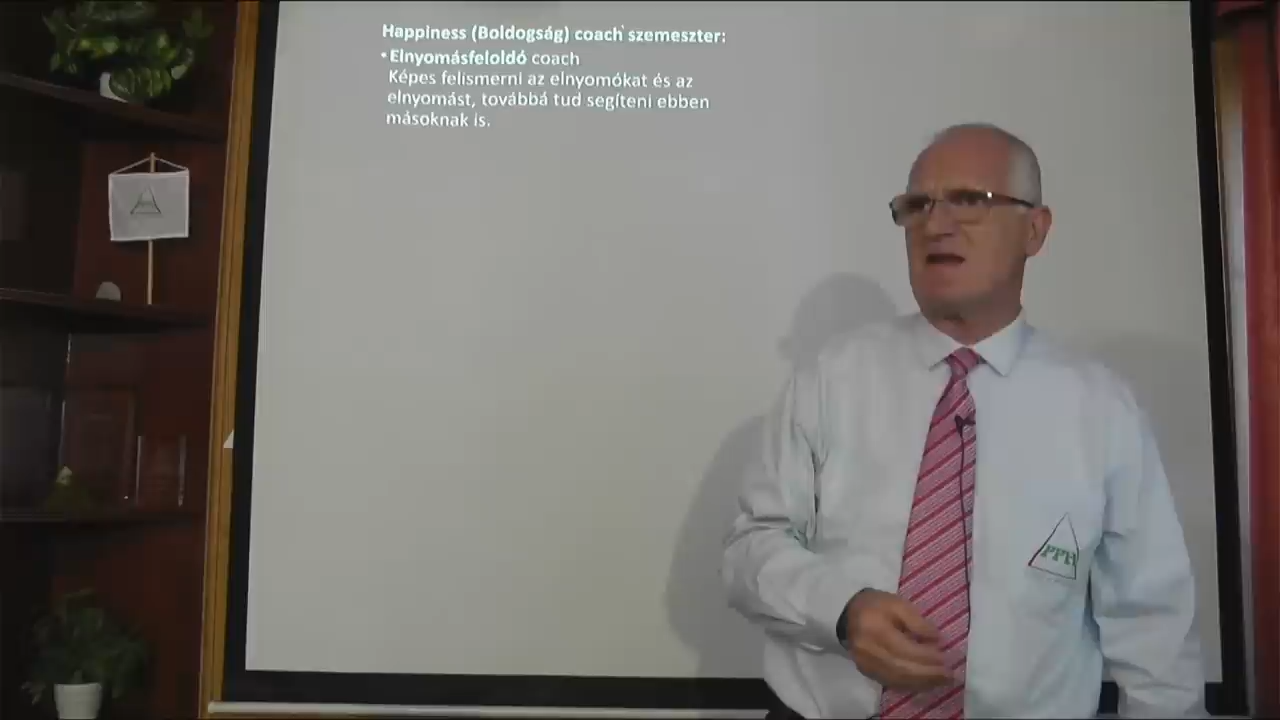 Happiness (Boldogság) coach szemeszter:
• Elnyomásfeloldó coach
Képes felismerni az elnyomókat és az
elnyomást, továbbá tud segíteni ebben
másoknak is.
PPH